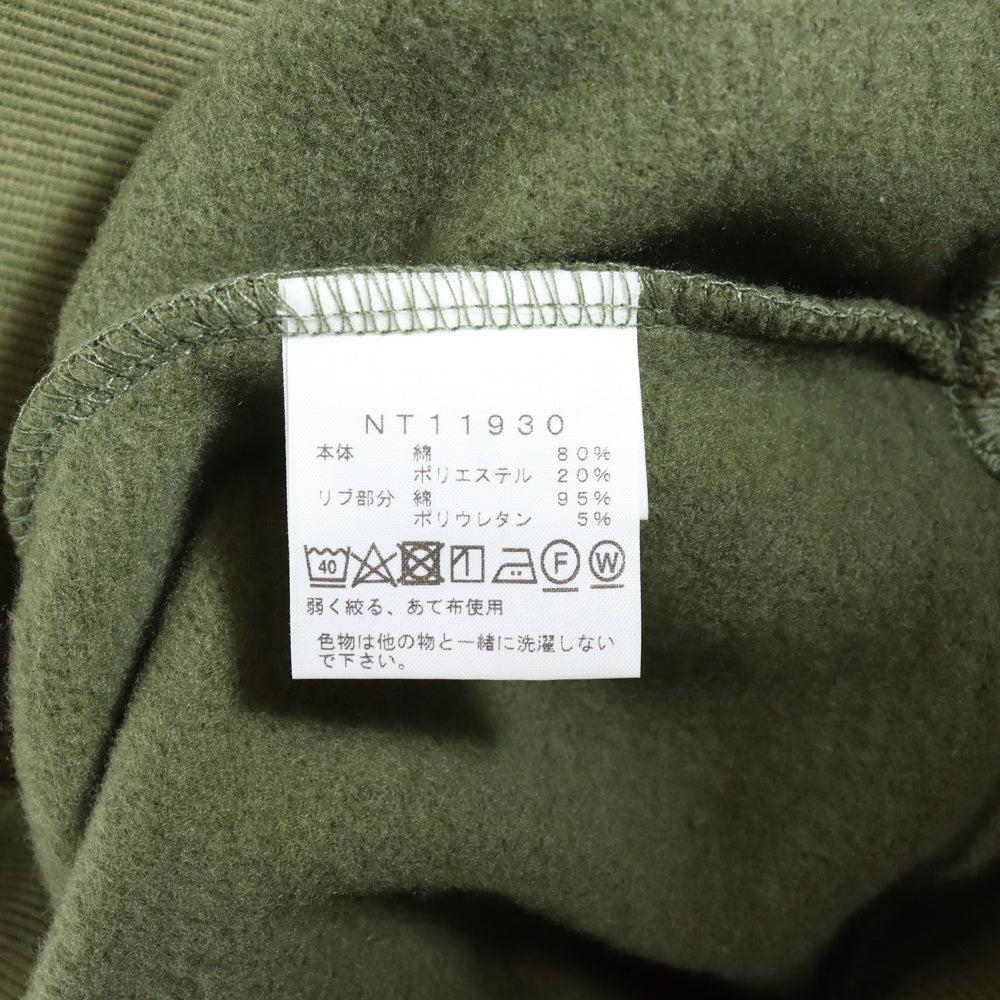 NT11930
本体 綿 80%
ポリエステル 20%
リブ部分 綿 95%
ポリウレタン 5%
40 F W
弱く絞る、あて布使用
色物は他の物と一緒に洗濯しない
で下さい。